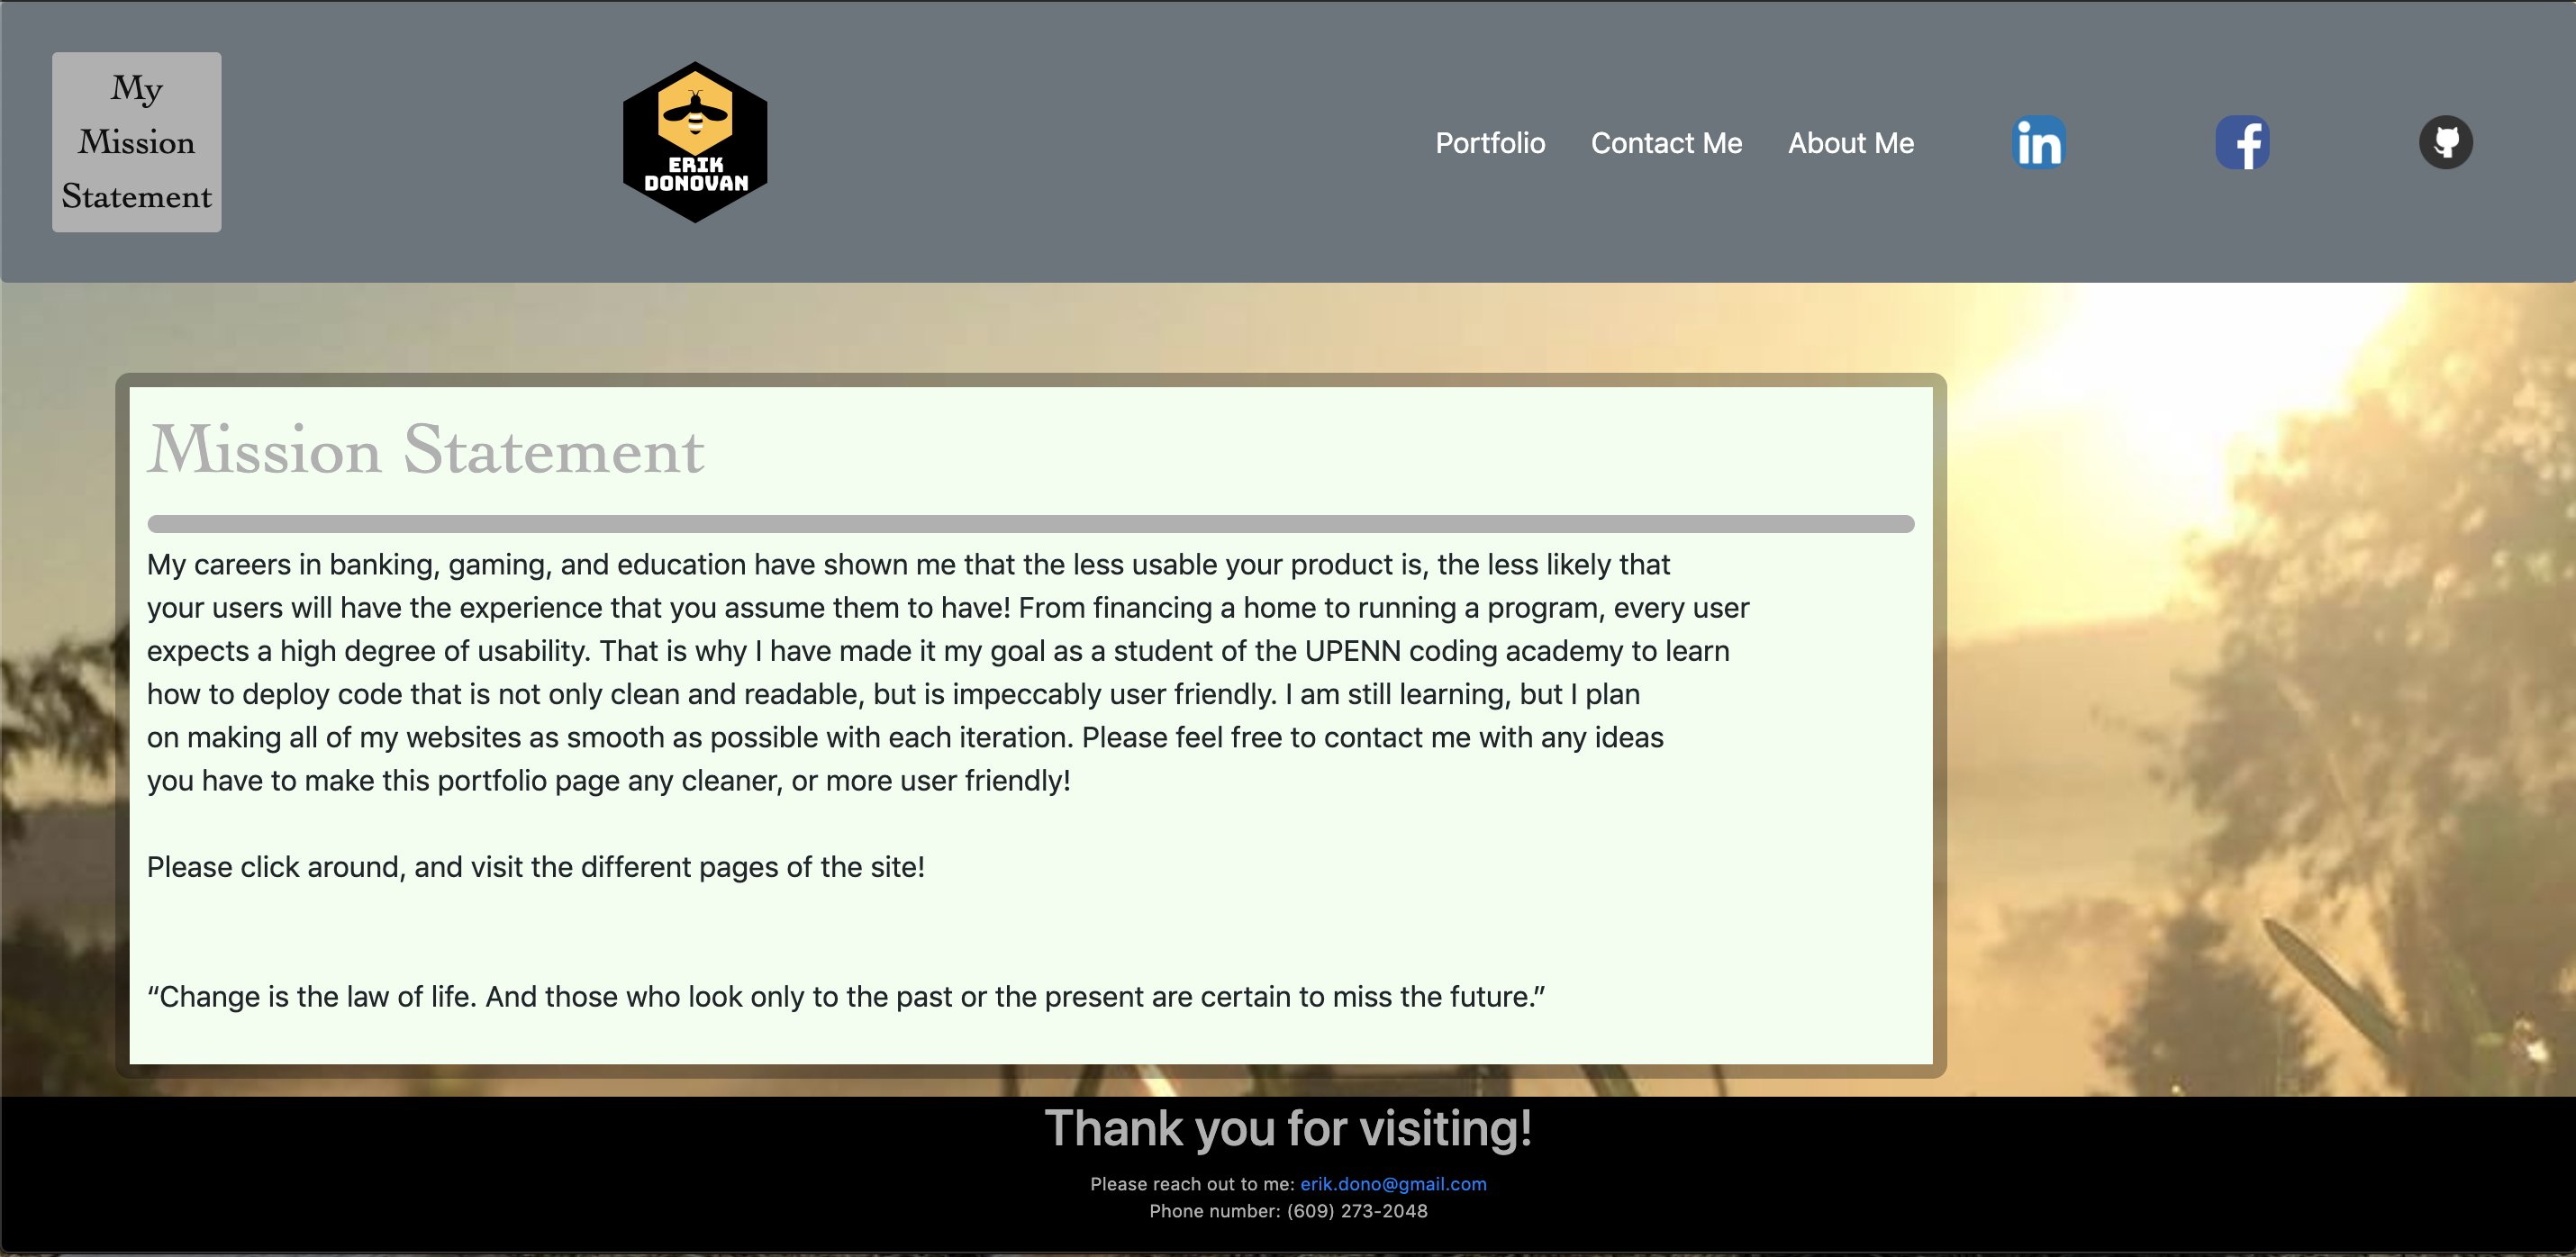 My
Mission
Statement
ERIK
DONOVAN
Portfolio
Contact Me
About Me
in
f
Mission Statement
My careers in banking, gaming, and education have shown me that the less usable your product is, the less likely that
your users will have the experience that you assume them to have! From financing a home to running a program, every user
expects a high degree of usability. That is why I have made it my goal as a student of the UPENN coding academy to learn
how to deploy code that is not only clean and readable, but is impeccably user friendly. I am still learning, but I plan
on making all of my websites as smooth as possible with each iteration. Please feel free to contact me with any ideas
you have to make this portfolio page any cleaner, or more user friendly!
Please click around, and visit the different pages of the site!
“Change is the law of life. And those who look only to the past or the present are certain to miss the future.”
Thank you for visiting!
Please reach out to me: erik.dono@gmail.com
Phone number: (609) 273-2048